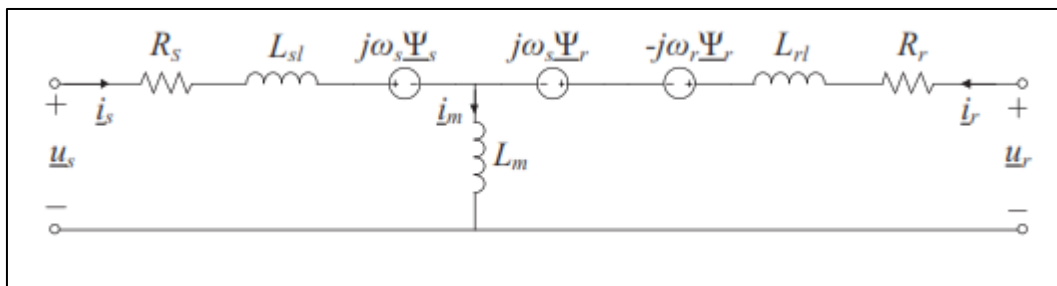 R_s L_sl jω_sΨ_s jω_sΨ_r -jω_rΨ_r L_rl R_r
+ i_s i_m i_r +
u_s L_m u_r
− −